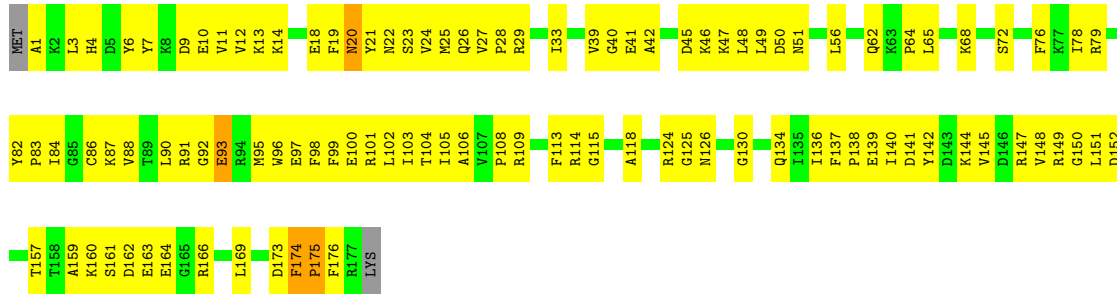 MET A1 K2 L3 H4 D5 Y6 Y7 K8 D9 E10 V11 V12 K13 K14 E18 F19 N20 Y21 N22 S23 V24 M25 Q26 V27 P28 R29 I33 V39 G40 E41 A42 D45 K46 K47 L48 L49 D50 N51 L56 Q62 K63 P64 L65 K68 S72 F76 K77 I78 R79
Y82 P83 I84 G85 C86 K87 V88 T89 L90 R91 G92 E93 R94 M95 W96 E97 F98 F99 E100 R101 L102 I103 T104 I105 A106 V107 P108 R109 F113 R114 G115 A118 R124 G125 N126 G130 Q134 I135 I136 F137 P138 E139 I140 D141 Y142 D143 K144 V145 D146 R147 V148 R149 G150 L151 D152
T157 T158 A159 K160 S161 D162 E163 E164 G165 R166 L169 D173 F174 P175 F176 R177 LYS